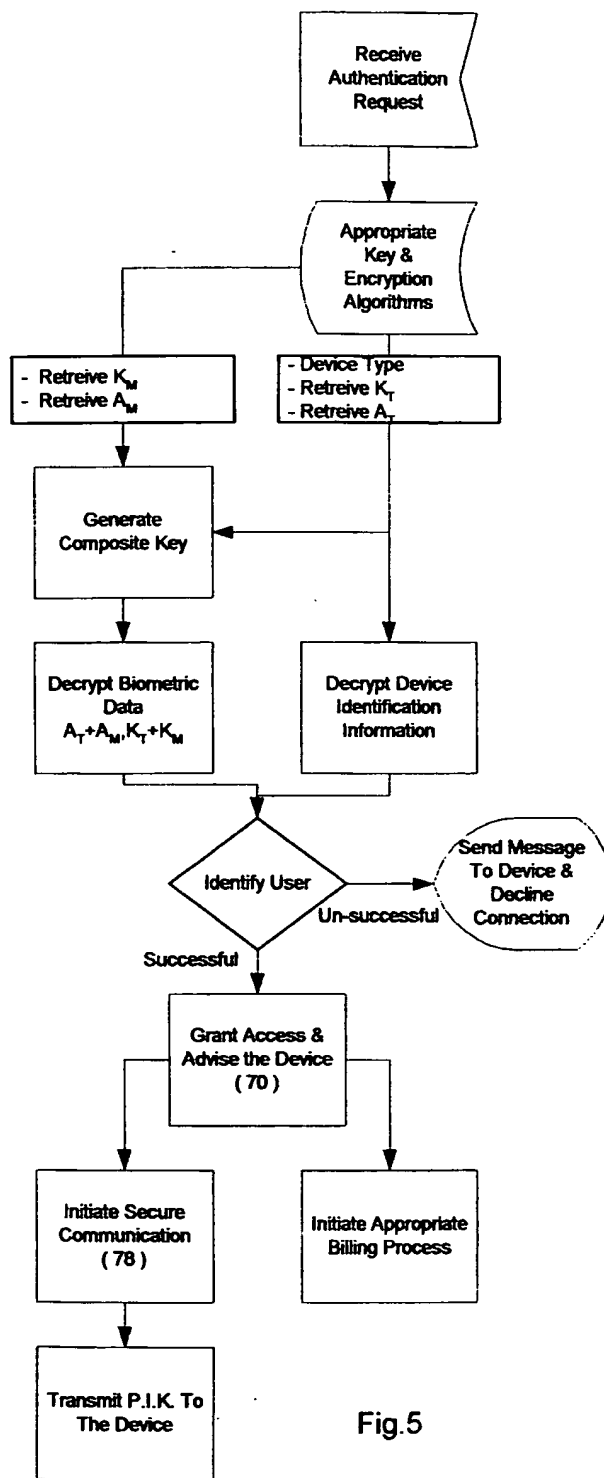 Receive
Authentication
Request
Appropriate
Key &
Encryption
Algorithms
- Retreive K_M
- Retreive A_M
- Device Type
- Retreive K_T
- Retreive A_T
Generate
Composite Key
Decrypt Biometric
Data
A_T+A_M,K_T+K_M
Decrypt Device
Identification
Information
Identify User
Un-successful
Send Message
To Device &
Decline
Connection
Successful
Grant Access &
Advise the Device
( 70 )
Initiate Secure
Communication
( 78 )
Initiate Appropriate
Billing Process
Transmit P.I.K. To
The Device
Fig.5